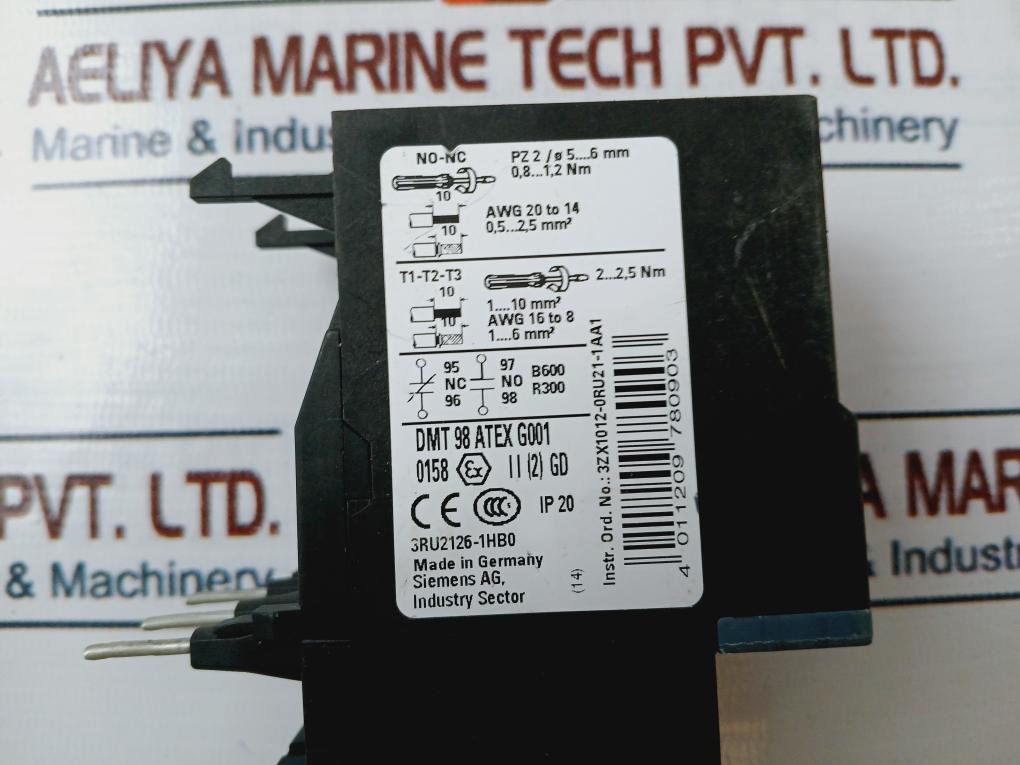 AELIYA MARINE TECH PVT. LTD.
Marine & Indus
chinery
NO-NC
PZ 2 / ø 5....6 mm
0,8...1,2 Nm
10
AWG 20 to 14
0,5...2,5 mm²
10
T1-T2-T3
2...2,5 Nm
10
1....10 mm²
AWG 16 to 8
10
1....6 mm²
95
NC
96
97
NO
98
B600
R300
DMT 98 ATEX G001
0158 Ex II (2) GD
CE CCC IP 20
3RU2126-1HB0
Made in Germany
Siemens AG,
Industry Sector
(14)
Instr. Ord. No.: 3ZX1012-0RU21-1AA1
4 011209 780903
PVT. LTD.
& Machinery
A MAR
& Industr